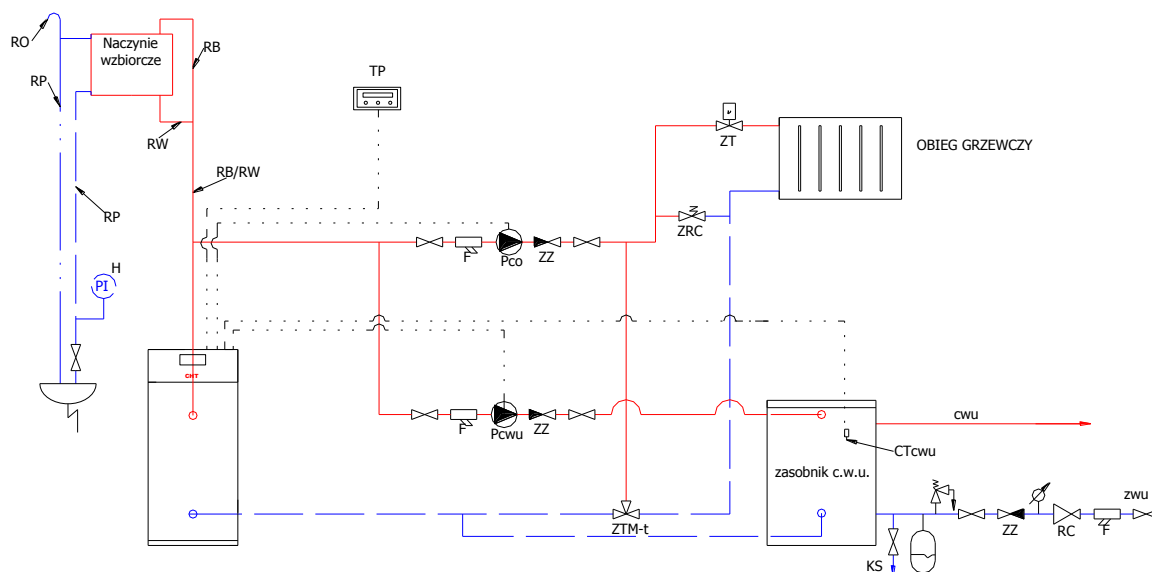 RO
Naczynie
wzbiorcze
RB
RP
TP
RW
ZT
OBIEG GRZEWCZY
RB/RW
RP
ZRC
F
Pco
ZZ
H
PI
CHT
F
Pcwu
ZZ
cwu
CTcwu
zasobnik c.w.u.
zwu
ZTM-t
ZZ
RC
F
KS